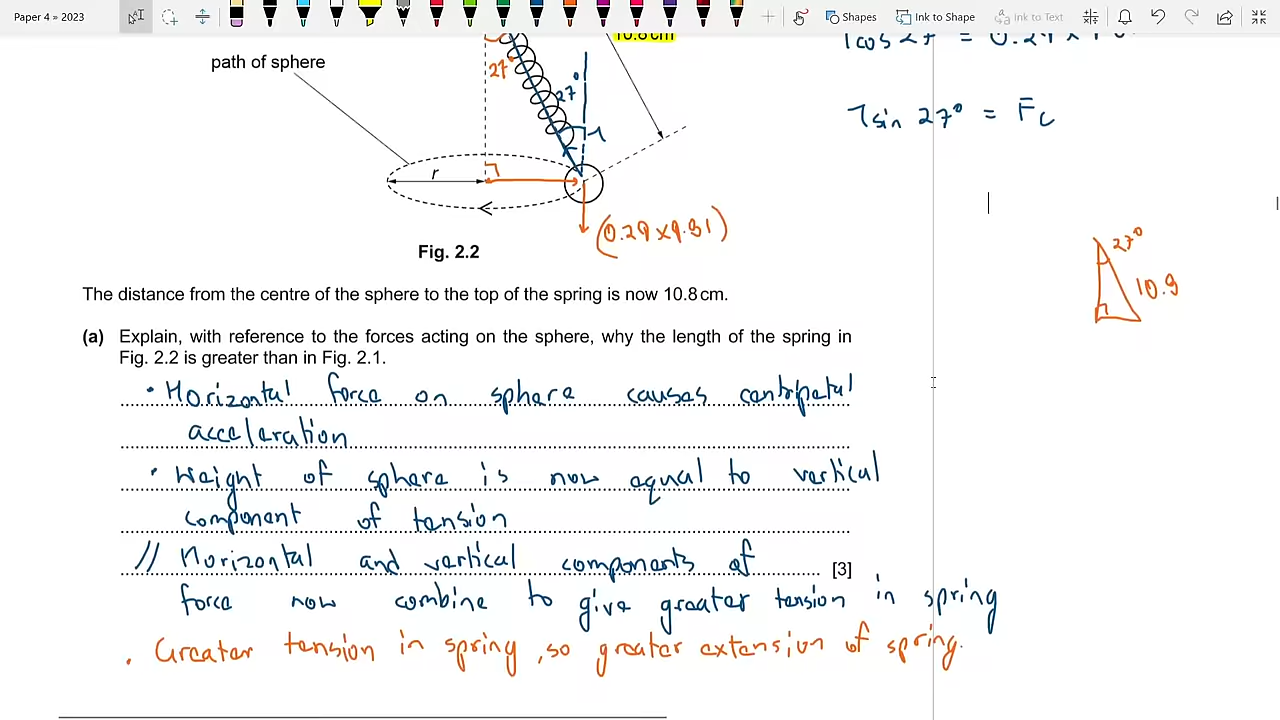 Paper 4 » 2023
Shapes
Ink to Shape
Ink to Text
10.8 cm
path of sphere
27°
27°
r
T
(0.29×9.81)
Fig. 2.2
Tsin 27° = Fc
27°
10.8
The distance from the centre of the sphere to the top of the spring is now 10.8 cm.
(a) Explain, with reference to the forces acting on the sphere, why the length of the spring in
Fig. 2.2 is greater than in Fig. 2.1.
• Horizontal force on sphere causes centripetal
acceleration
• Weight of sphere is now equal to vertical
component of tension
// Horizontal and vertical components of
[3]
force now combine to give greater tension in spring
• Greater tension in spring, so greater extension of spring.